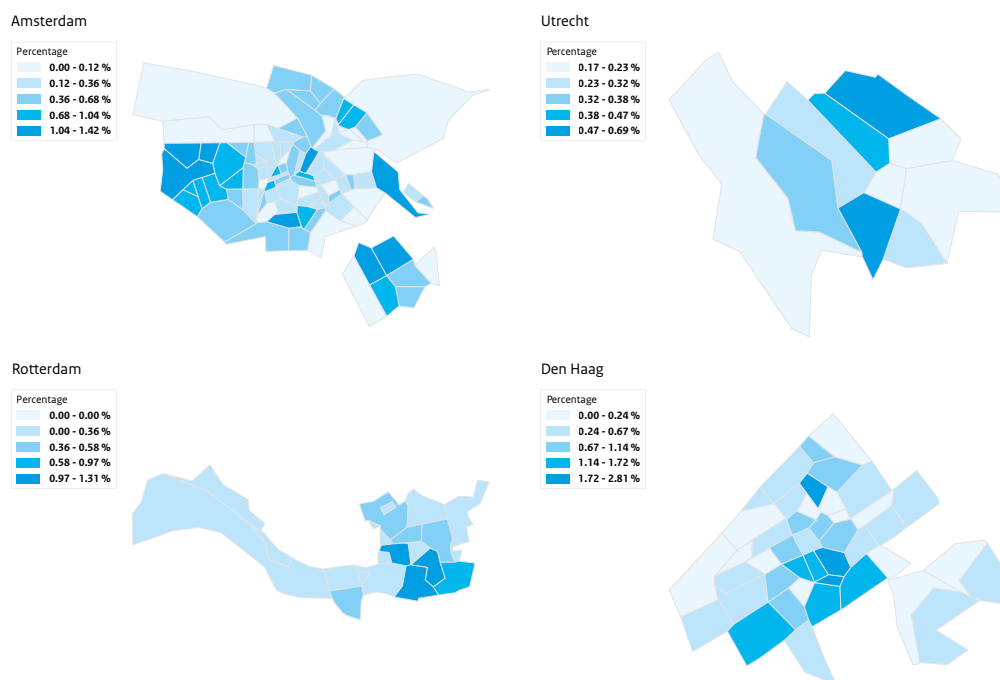 Amsterdam
Percentage
0.00 - 0.12 %
0.12 - 0.36 %
0.36 - 0.68 %
0.68 - 1.04 %
1.04 - 1.42 %
Utrecht
Percentage
0.17 - 0.23 %
0.23 - 0.32 %
0.32 - 0.38 %
0.38 - 0.47 %
0.47 - 0.69 %
Rotterdam
Percentage
0.00 - 0.00 %
0.00 - 0.36 %
0.36 - 0.58 %
0.58 - 0.97 %
0.97 - 1.31 %
Den Haag
Percentage
0.00 - 0.24 %
0.24 - 0.67 %
0.67 - 1.14 %
1.14 - 1.72 %
1.72 - 2.81 %